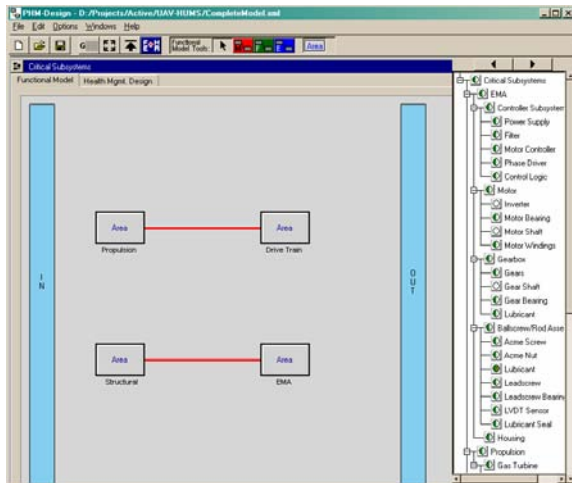 PHM-Design - D:/Projects/Active/UAV-HUMS/CompleteModel.xml
File Edit Options Windows Help
G Functional Model Tools: Area
Critical Subsystems
Functional Model Health Mgmt. Design
IN
OUT
Area
Propulsion
Area
Drive Train
Area
Structural
Area
EMA
Critical Subsystems
EMA
Controller Subsystem
Power Supply
Filter
Motor Controller
Phase Driver
Control Logic
Motor
Inverter
Motor Bearing
Motor Shaft
Motor Windings
Gearbox
Gears
Gear Shaft
Gear Bearing
Lubricant
Ballscrew/Rod Asse
Acme Screw
Acme Nut
Lubricant
Leadscrew
Leadscrew Bearin
LVDT Sensor
Lubricant Seal
Housing
Propulsion
Gas Turbine